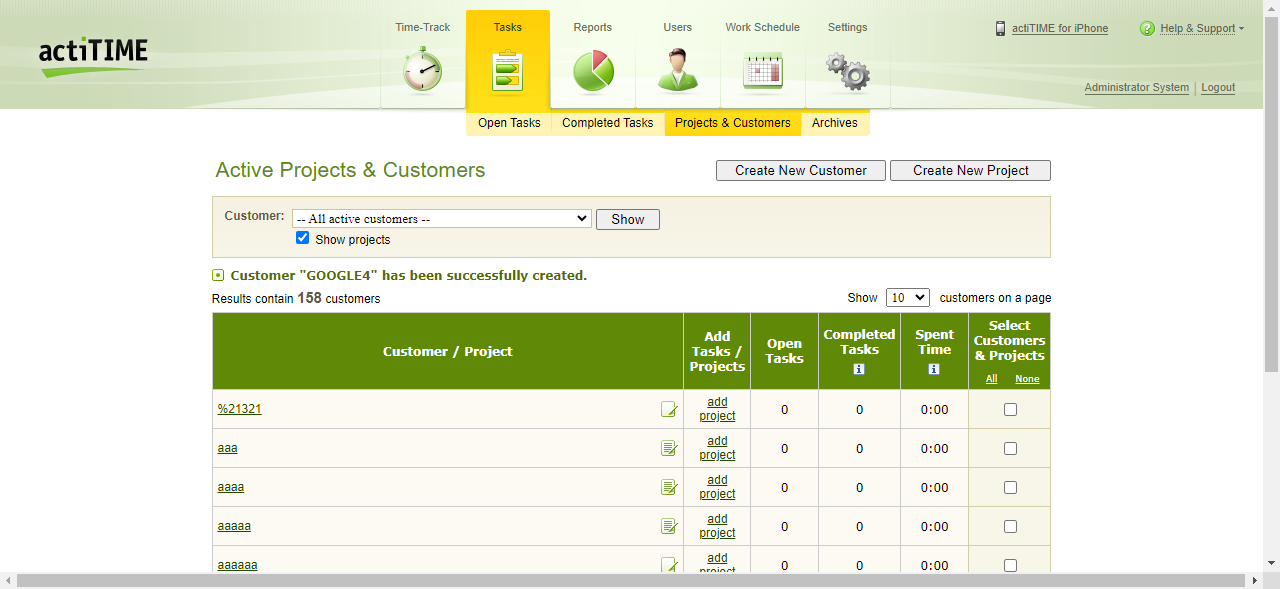 actiTIME
Time-Track
Tasks
Reports
Users
Work Schedule
Settings
actiTIME for iPhone
Help & Support
Administrator System
Logout
Open Tasks
Completed Tasks
Projects & Customers
Archives
Active Projects & Customers
Create New Customer
Create New Project
Customer:
-- All active customers --
Show
Show projects
Customer "GOOGLE4" has been successfully created.
Results contain 158 customers
Show 10 customers on a page
Customer / Project
Add
Tasks /
Projects
Open
Tasks
Completed
Tasks
Spent
Time
Select
Customers
& Projects
All None
%21321
add
project
0
0
0:00
aaa
add
project
0
0
0:00
aaaa
add
project
0
0
0:00
aaaaa
add
project
0
0
0:00
aaaaaa
add
project
0
0
0:00